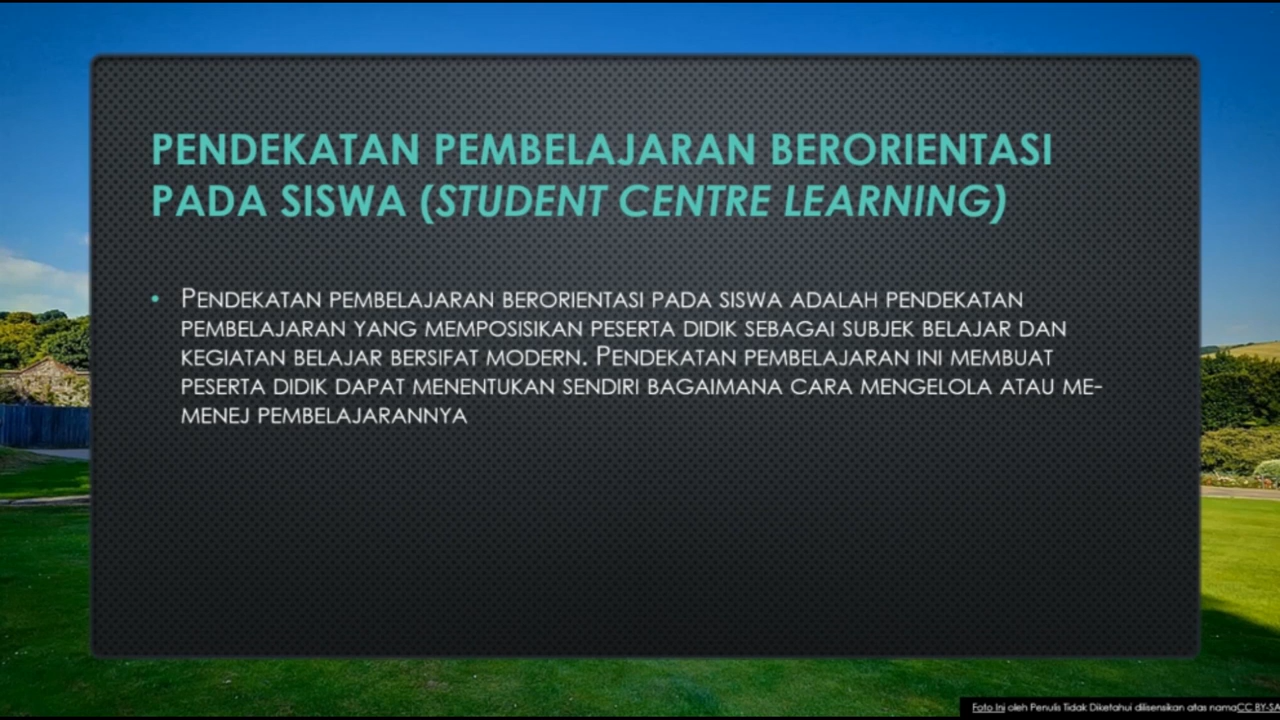 PENDEKATAN PEMBELAJARAN BERORIENTASI
PADA SISWA (STUDENT CENTRE LEARNING)
• PENDEKATAN PEMBELAJARAN BERORIENTASI PADA SISWA ADALAH PENDEKATAN
PEMBELAJARAN YANG MEMPOSISIKAN PESERTA DIDIK SEBAGAI SUBJEK BELAJAR DAN
KEGIATAN BELAJAR BERSIFAT MODERN. PENDEKATAN PEMBELAJARAN INI MEMBUAT
PESERTA DIDIK DAPAT MENENTUKAN SENDIRI BAGAIMANA CARA MENGELOLA ATAU ME-
MENEJ PEMBELAJARANNYA
Foto Ini oleh Penulis Tidak Diketahui dilisensikan atas namaCC BY-SA